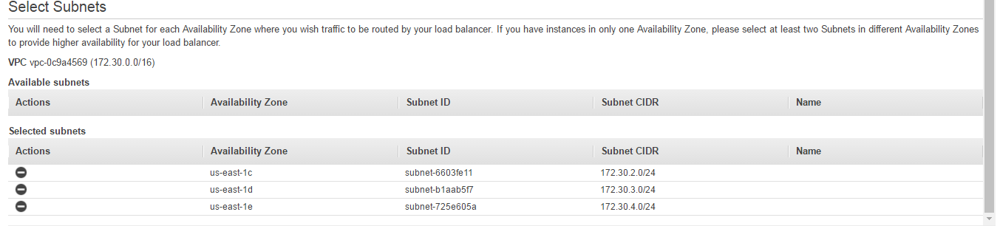 Select Subnets
You will need to select a Subnet for each Availability Zone where you wish traffic to be routed by your load balancer. If you have instances in only one Availability Zone, please select at least two Subnets in different Availability Zones
to provide higher availability for your load balancer.
VPC vpc-0c9a4569 (172.30.0.0/16)
Available subnets
Actions Availability Zone Subnet ID Subnet CIDR Name
Selected subnets
Actions Availability Zone Subnet ID Subnet CIDR Name
us-east-1c subnet-6603fe11 172.30.2.0/24
us-east-1d subnet-b1aab5f7 172.30.3.0/24
us-east-1e subnet-725e605a 172.30.4.0/24